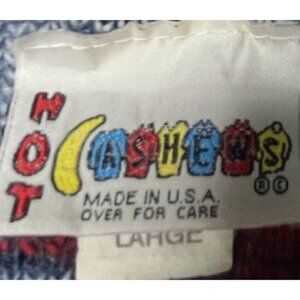 HOT CASHEWS ®©
MADE IN U.S.A.
OVER FOR CARE
LARGE